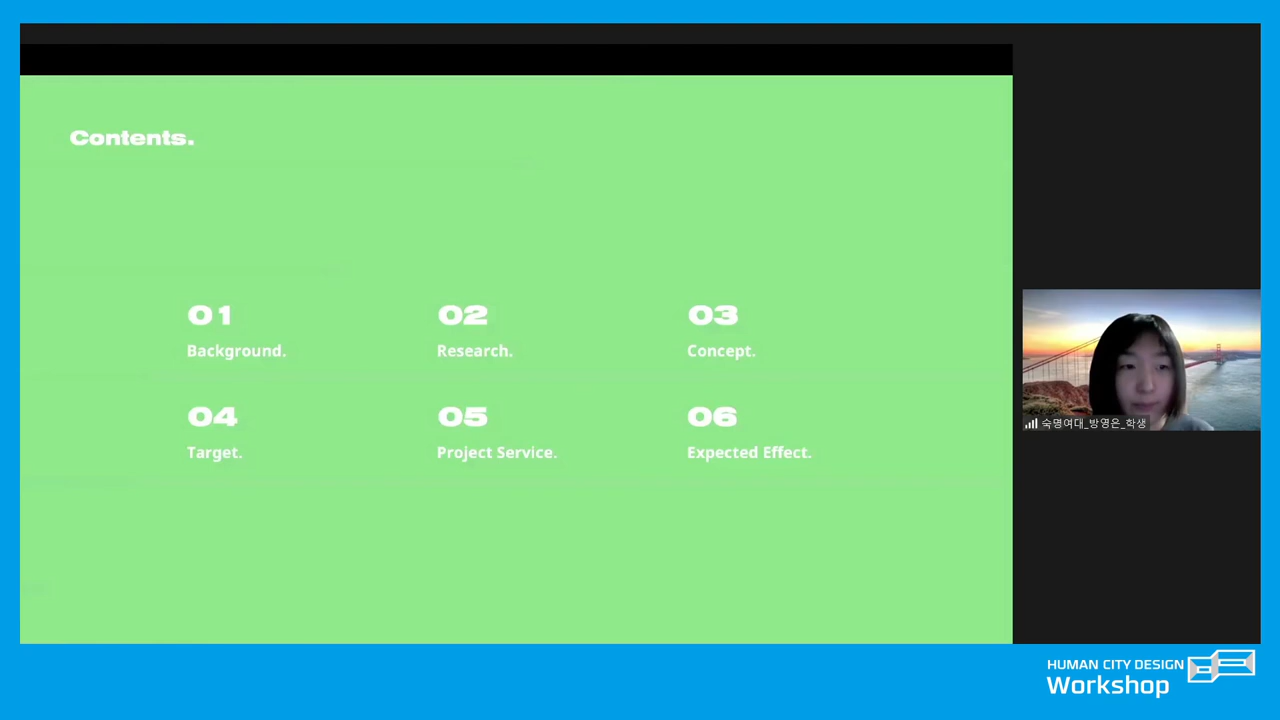 Contents.
01
Background.
02
Research.
03
Concept.
04
Target.
05
Project Service.
06
Expected Effect.
숙명여대_방영은_학생
HUMAN CITY DESIGN
Workshop